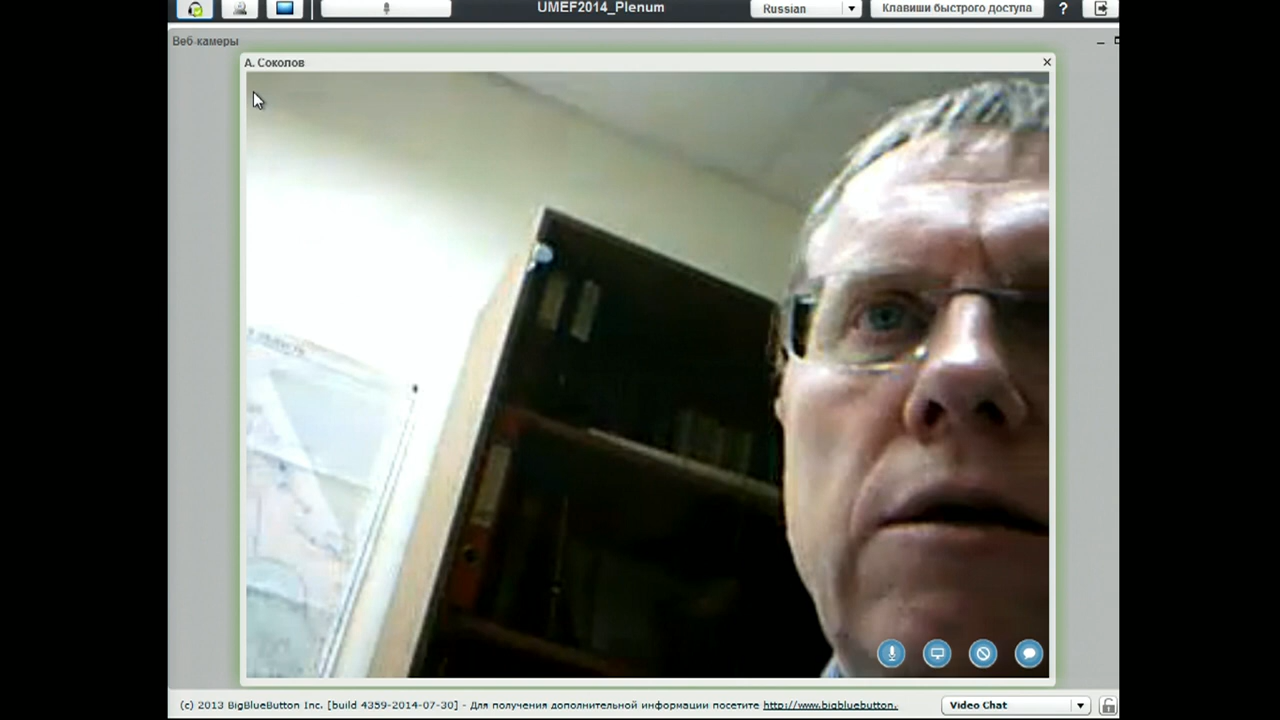 UMEF2014_Plenum
Russian
Клавиши быстрого доступа
?
Веб камеры
А. Соколов
(c) 2013 BigBlueButton Inc. [build 4359-2014-07-30] - Для получения дополнительной информации посетите http://www.bigbluebutton.
Video Chat